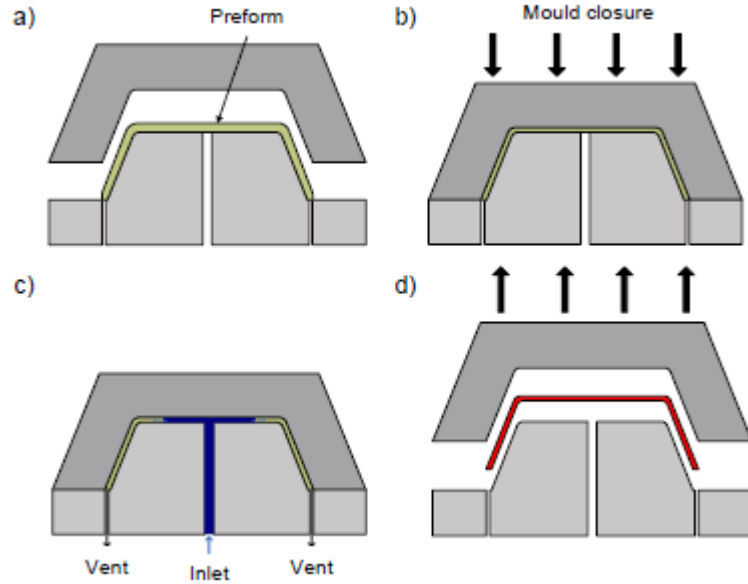 a)
Preform
b)
Mould closure
c)
Vent
Inlet
Vent
d)